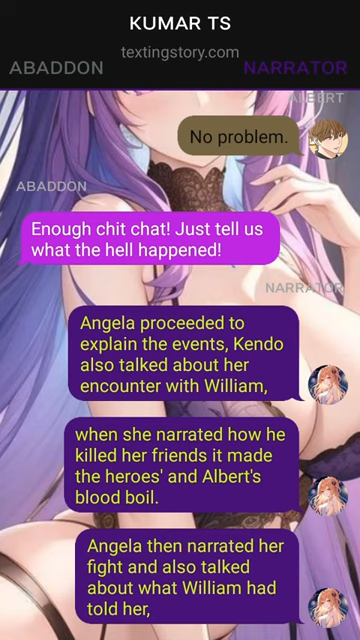 KUMAR TS
textingstory.com
ABADDON
NARRATOR
ALBERT
No problem.
ABADDON
Enough chit chat! Just tell us
what the hell happened!
NARRATOR
Angela proceeded to
explain the events, Kendo
also talked about her
encounter with William,
when she narrated how he
killed her friends it made
the heroes' and Albert's
blood boil.
Angela then narrated her
fight and also talked
about what William had
told her,